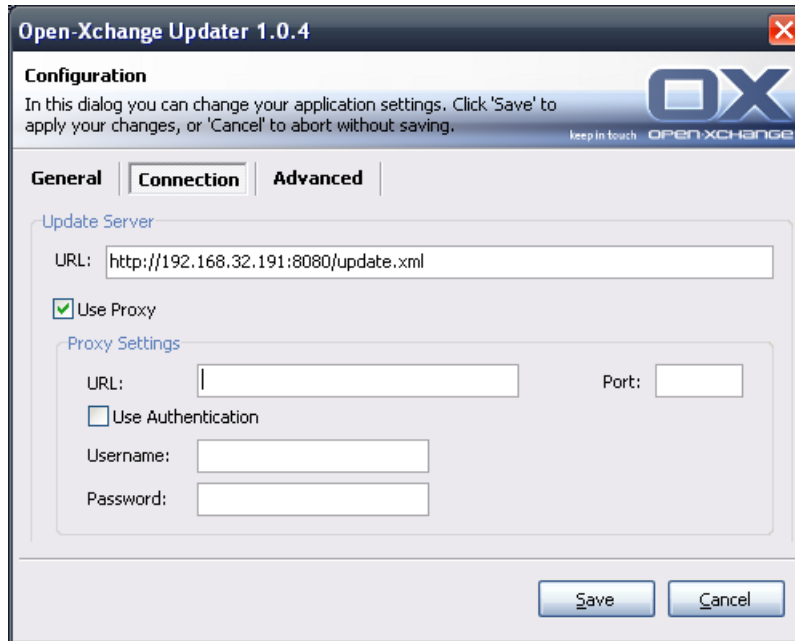 Open-Xchange Updater 1.0.4
Configuration
In this dialog you can change your application settings. Click 'Save' to
apply your changes, or 'Cancel' to abort without saving.
OX
keep in touch OPEN-XCHANGE
General Connection Advanced
Update Server
URL: http://192.168.32.191:8080/update.xml
Use Proxy
Proxy Settings
URL: Port:
Use Authentication
Username:
Password:
Save Cancel